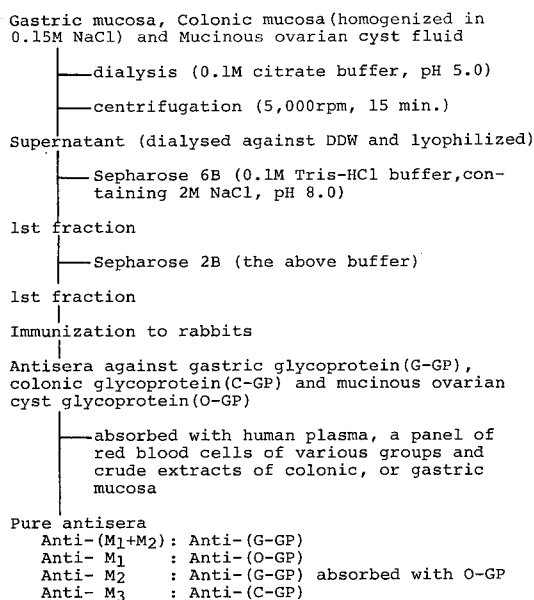 Gastric mucosa, Colonic mucosa(homogenized in
0.15M NaCl) and Mucinous ovarian cyst fluid
dialysis (0.1M citrate buffer, pH 5.0)
centrifugation (5,000rpm, 15 min.)
Supernatant (dialysed against DDW and lyophilized)
Sepharose 6B (0.1M Tris-HCl buffer,con-
taining 2M NaCl, pH 8.0)
1st fraction
Sepharose 2B (the above buffer)
1st fraction
Immunization to rabbits
Antisera against gastric glycoprotein(G-GP),
colonic glycoprotein(C-GP) and mucinous ovarian
cyst glycoprotein(O-GP)
absorbed with human plasma, a panel of
red blood cells of various groups and
crude extracts of colonic, or gastric
mucosa
Pure antisera
Anti-(M1+M2): Anti-(G-GP)
Anti- M1 : Anti-(O-GP)
Anti- M2 : Anti-(G-GP) absorbed with O-GP
Anti- M3 : Anti-(C-GP)